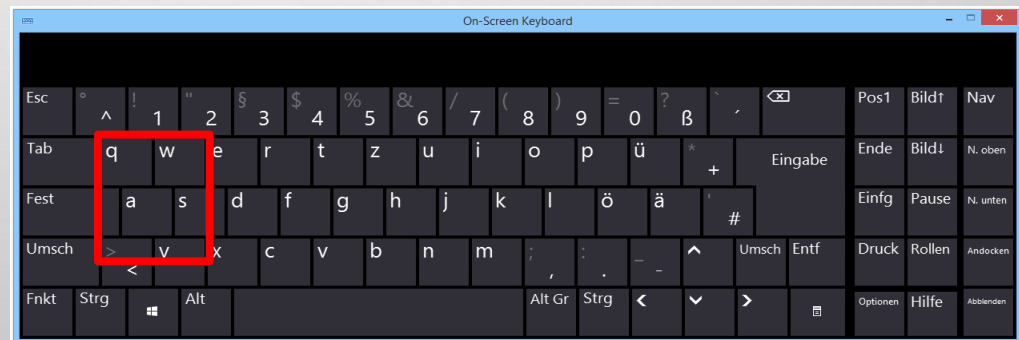 On-Screen Keyboard
Esc ° ^ ! 1 " 2 § 3 $ 4 % 5 & 6 / 7 ( 8 ) 9 = 0 ? ß ` ´ Pos1 Bild↑ Nav
Tab q w e r t z u i o p ü * + Eingabe Ende Bild↓ N. oben
Fest a s d f g h j k l ö ä ' # Einfg Pause N. unten
Umsch > < y x c v b n m ; , : . _ - Umsch Entf Druck Rollen Andocken
Fnkt Strg Alt Alt Gr Strg Optionen Hilfe Abblenden